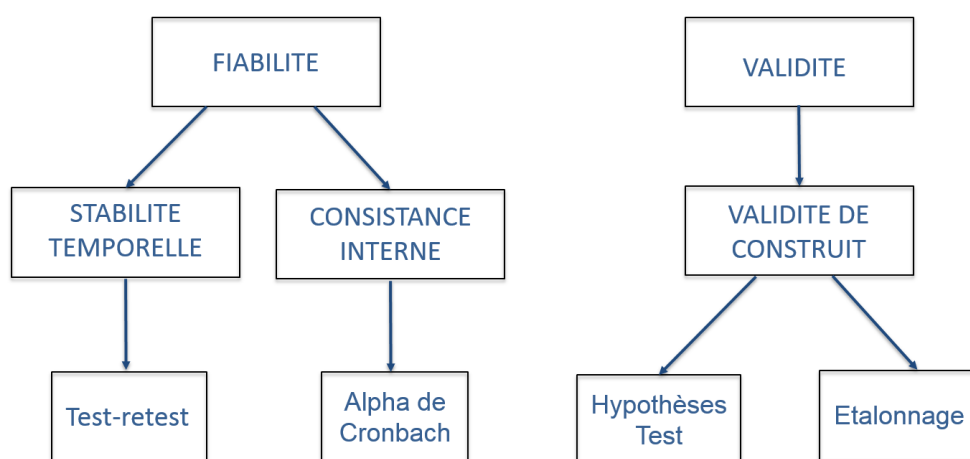 FIABILITE
VALIDITE
STABILITE
TEMPORELLE
CONSISTANCE
INTERNE
VALIDITE DE
CONSTRUIT
Test-retest
Alpha de
Cronbach
Hypothèses
Test
Etalonnage